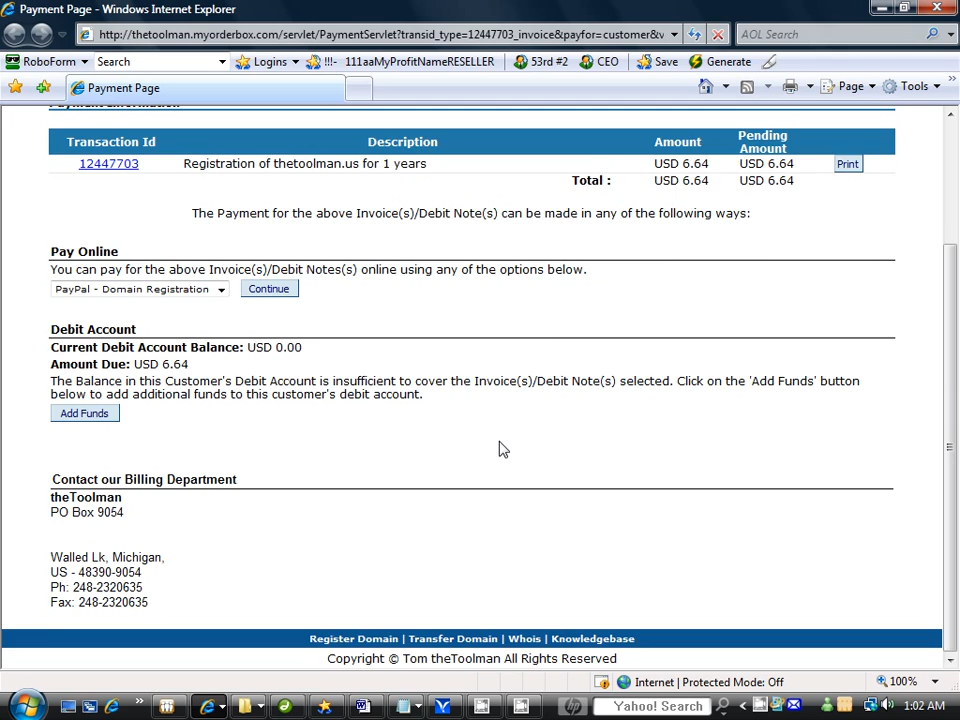 Payment Page - Windows Internet Explorer
http://thetoolman.myorderbox.com/servlet/PaymentServlet?transid_type=12447703_invoice&payfor=customer&v
AOL Search
RoboForm
Search
Logins
!!!- 111aaMyProfitNameRESELLER
53rd #2
CEO
Save
Generate
Payment Page
Page
Tools
Payment Information
Transaction Id Description Amount Pending Amount
12447703 Registration of thetoolman.us for 1 years USD 6.64 USD 6.64 Print
Total : USD 6.64 USD 6.64
The Payment for the above Invoice(s)/Debit Note(s) can be made in any of the following ways:
Pay Online
You can pay for the above Invoice(s)/Debit Notes(s) online using any of the options below.
PayPal - Domain Registration Continue
Debit Account
Current Debit Account Balance: USD 0.00
Amount Due: USD 6.64
The Balance in this Customer's Debit Account is insufficient to cover the Invoice(s)/Debit Note(s) selected. Click on the 'Add Funds' button
below to add additional funds to this customer's debit account.
Add Funds
Contact our Billing Department
theToolman
PO Box 9054
Walled Lk, Michigan,
US - 48390-9054
Ph: 248-2320635
Fax: 248-2320635
Register Domain | Transfer Domain | Whois | Knowledgebase
Copyright © Tom theToolman All Rights Reserved
Internet | Protected Mode: Off
100%
Yahoo! Search
1:02 AM